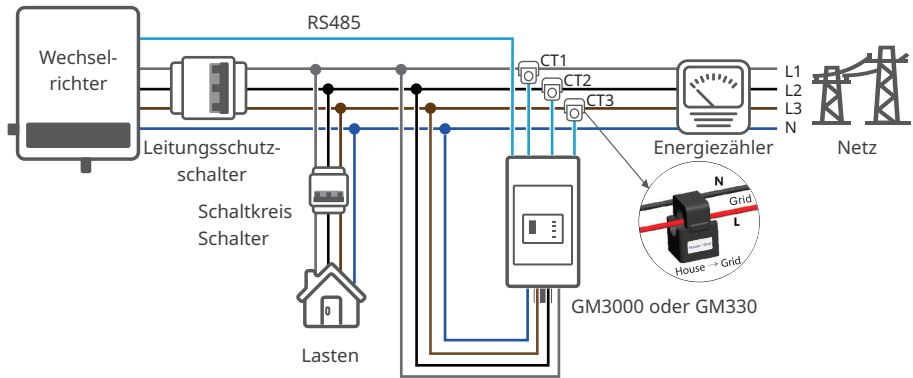 RS485
Wechsel-
richter
CT1
CT2
CT3
L1
L2
L3
N
Leitungsschutz-
schalter
Energiezähler
Netz
Schaltkreis
Schalter
N
Grid
L
House → Grid
House → Grid
GM3000 oder GM330
Lasten